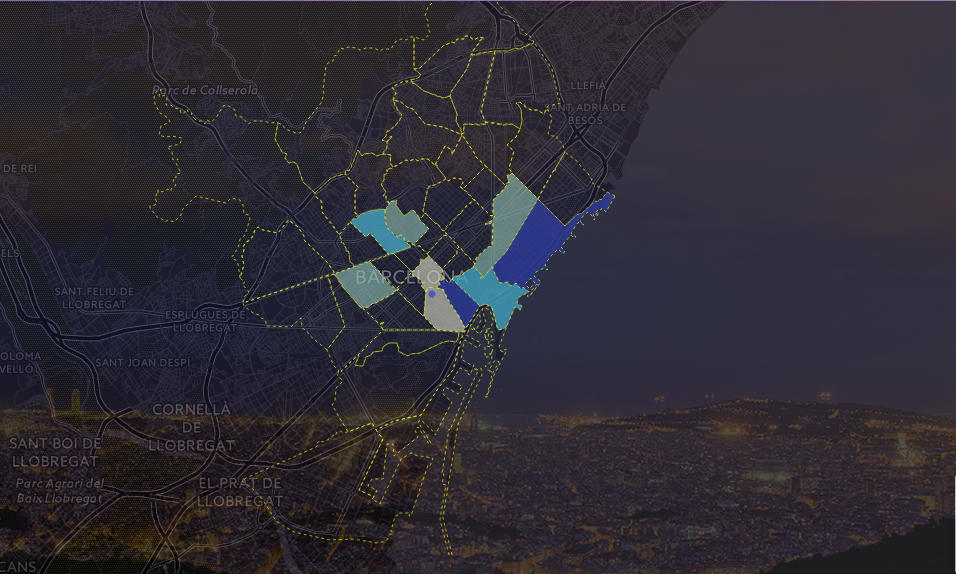 LLEFIÀ
Parc de Collserola
SANT ADRIÀ DE
BESÒS
DE REI
BARCELONA
ELS
SANT FELIU DE
LLOBREGAT
ESPLUGUES DE
LLOBREGAT
OLOMA
VELLÓ
SANT JOAN DESPÍ
CORNELLÀ
DE
LLOBREGAT
SANT BOI DE
LLOBREGAT
Parc Agrari del
Baix Llobregat
EL PRAT DE
LLOBREGAT
CANS